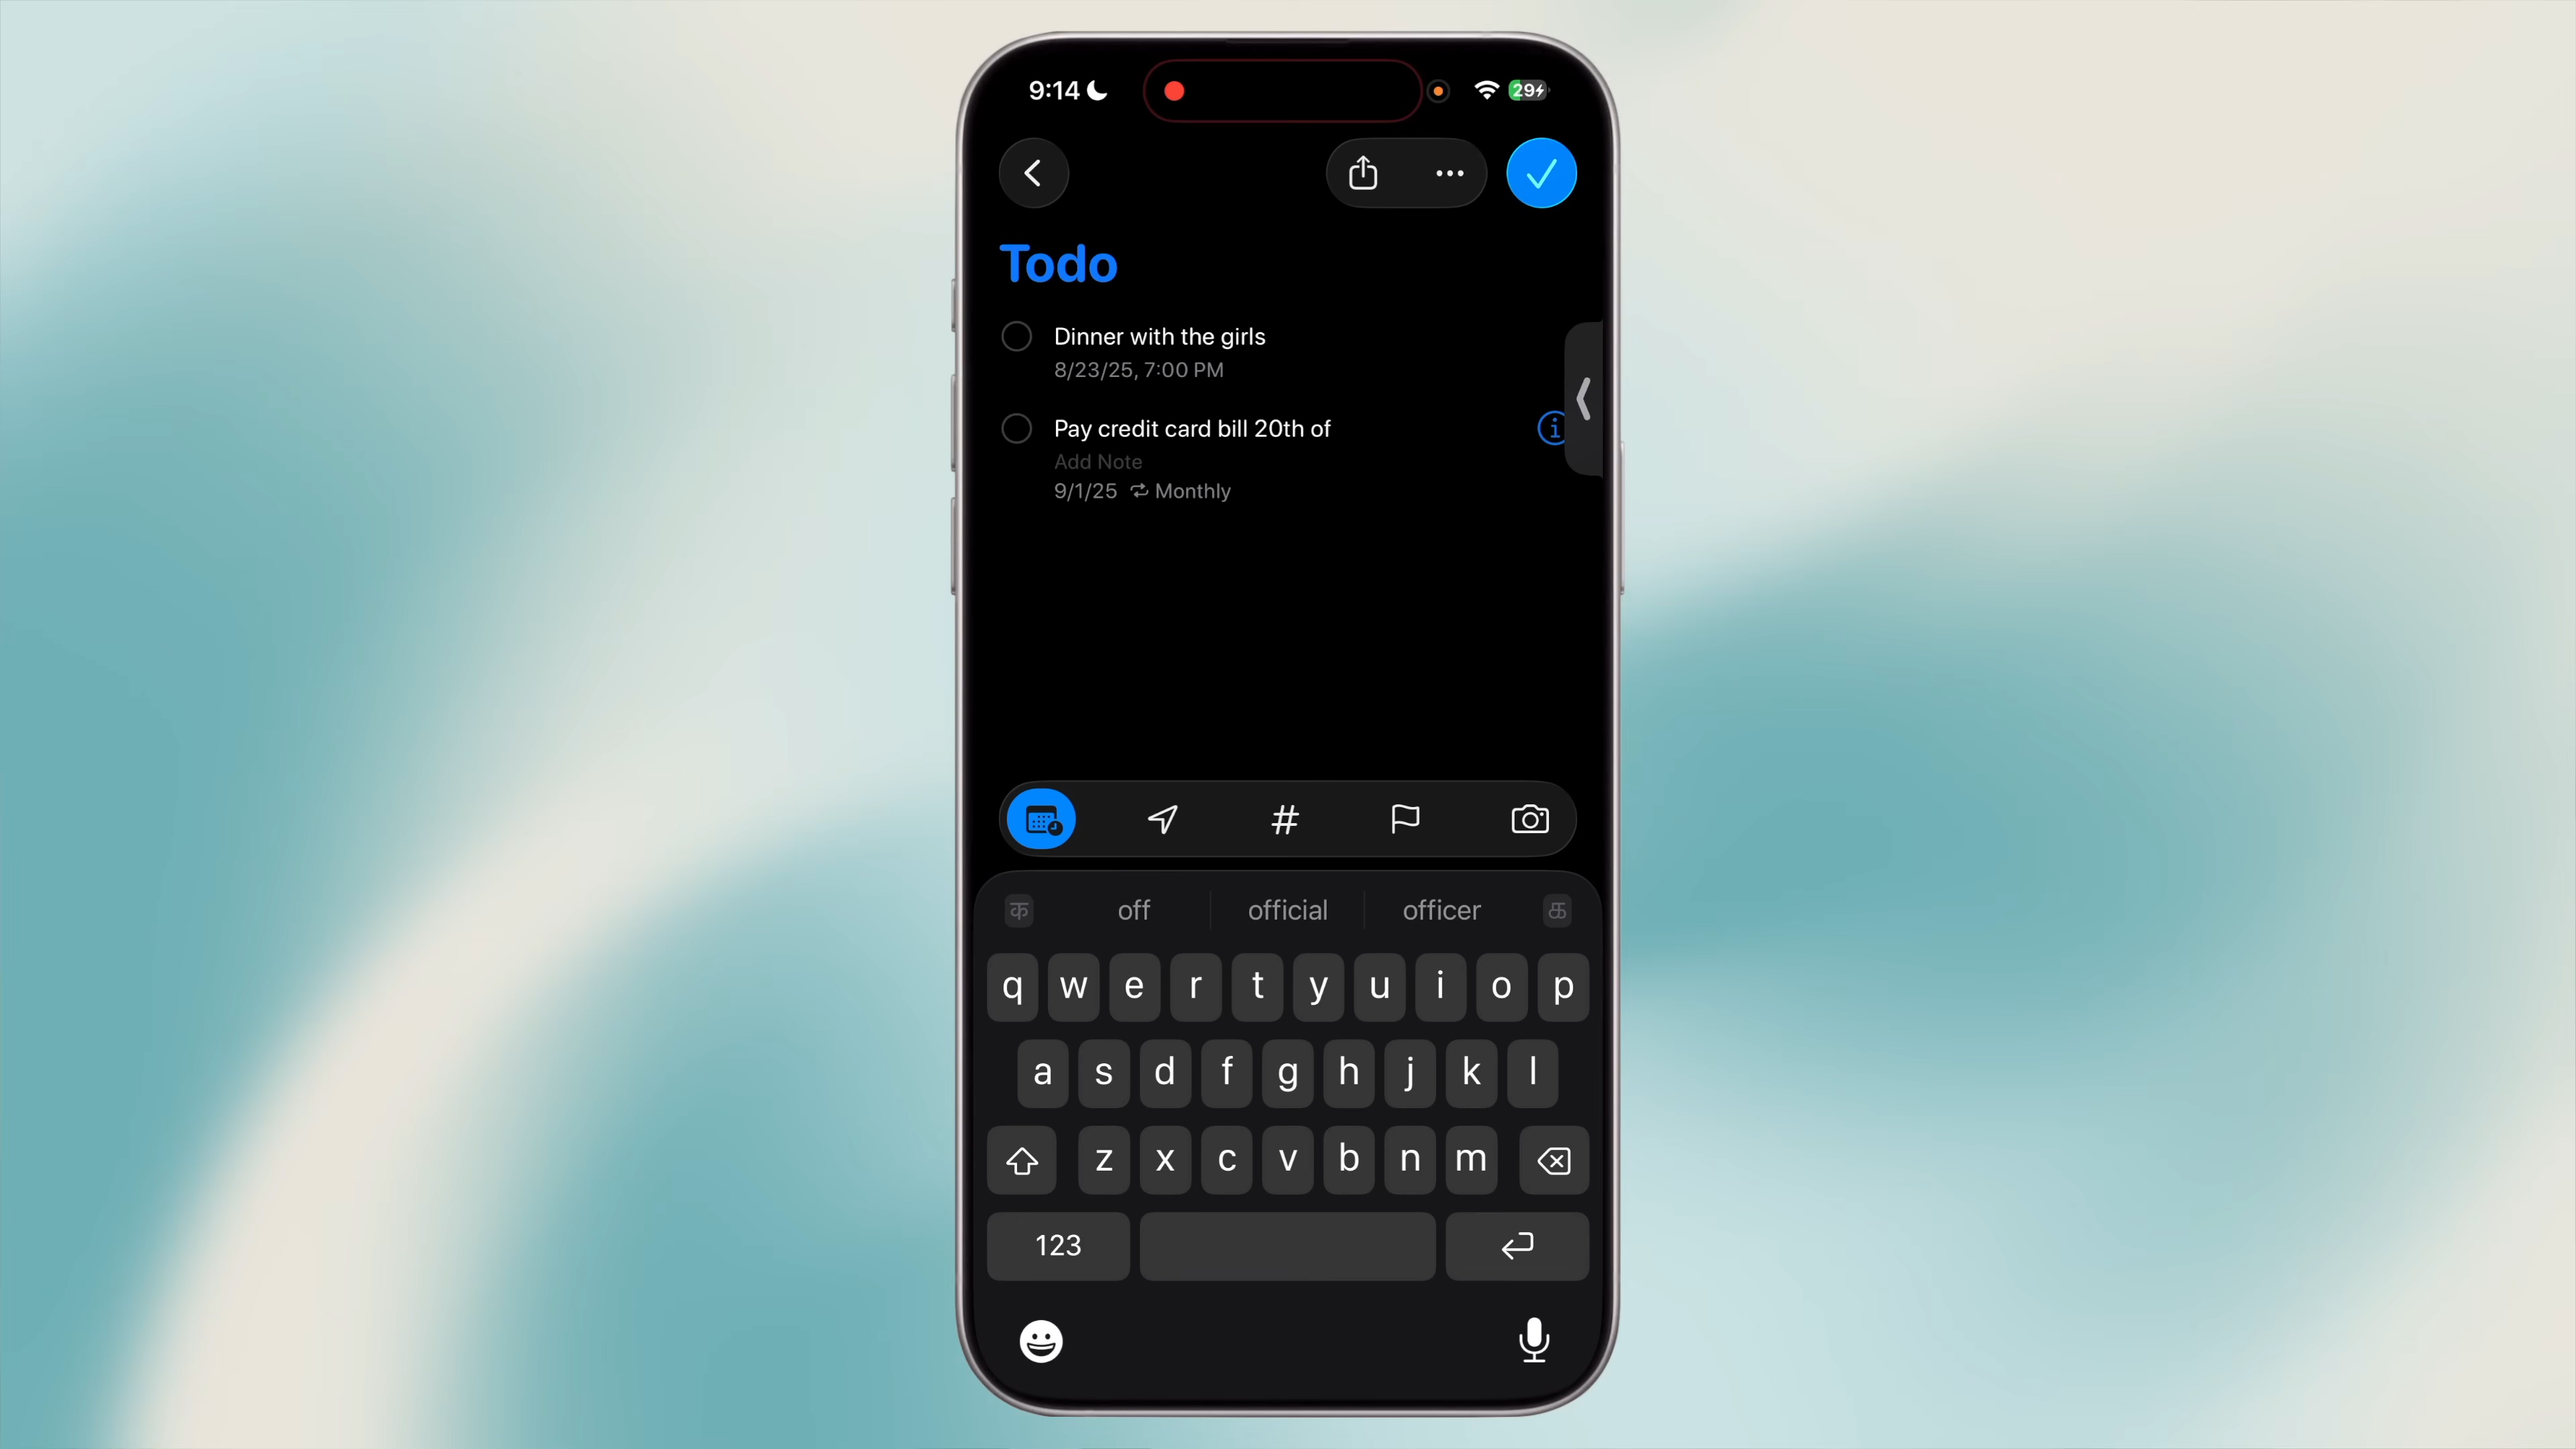 9:14
29
Todo
Dinner with the girls
8/23/25, 7:00 PM
Pay credit card bill 20th of
Add Note
9/1/25 Monthly
#
क off official officer க
q w e r t y u i o p
a s d f g h j k l
z x c v b n m
123